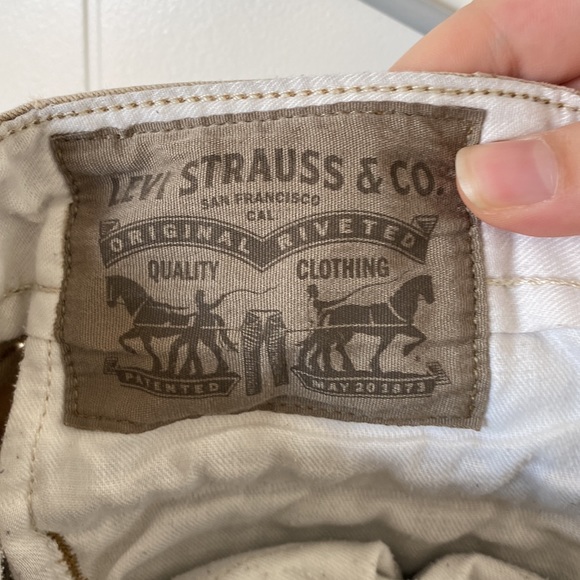 LEVI STRAUSS & CO.
SAN FRANCISCO
CAL
ORIGINAL RIVETED
QUALITY CLOTHING
PATENTED MAY 20 1873